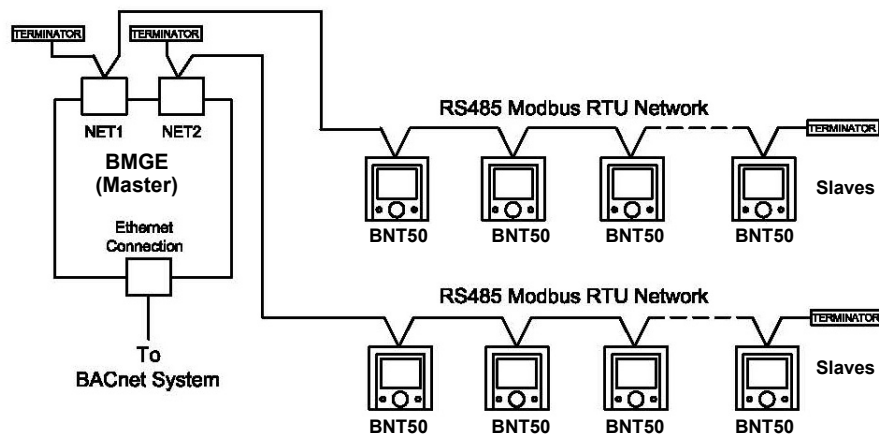 TERMINATOR
TERMINATOR
NET1
NET2
BMGE
(Master)
Ethernet
Connection
To
BACnet System
RS485 Modbus RTU Network
TERMINATOR
Slaves
BNT50
BNT50
BNT50
BNT50
RS485 Modbus RTU Network
TERMINATOR
Slaves
BNT50
BNT50
BNT50
BNT50